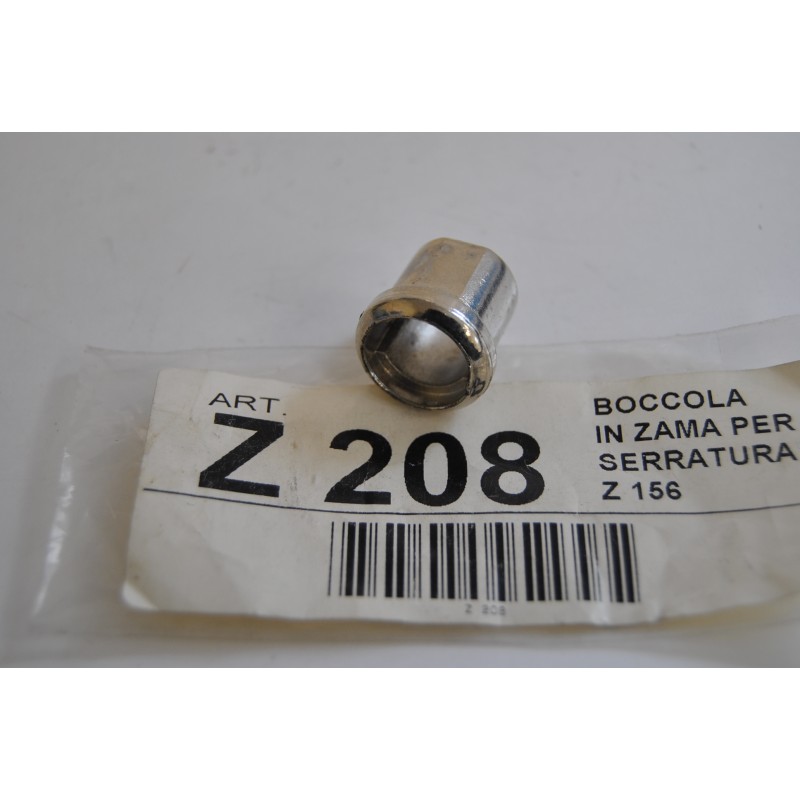 ART.
Z 208
BOCCOLA
IN ZAMA PER
SERRATURA
Z 156
Z 208